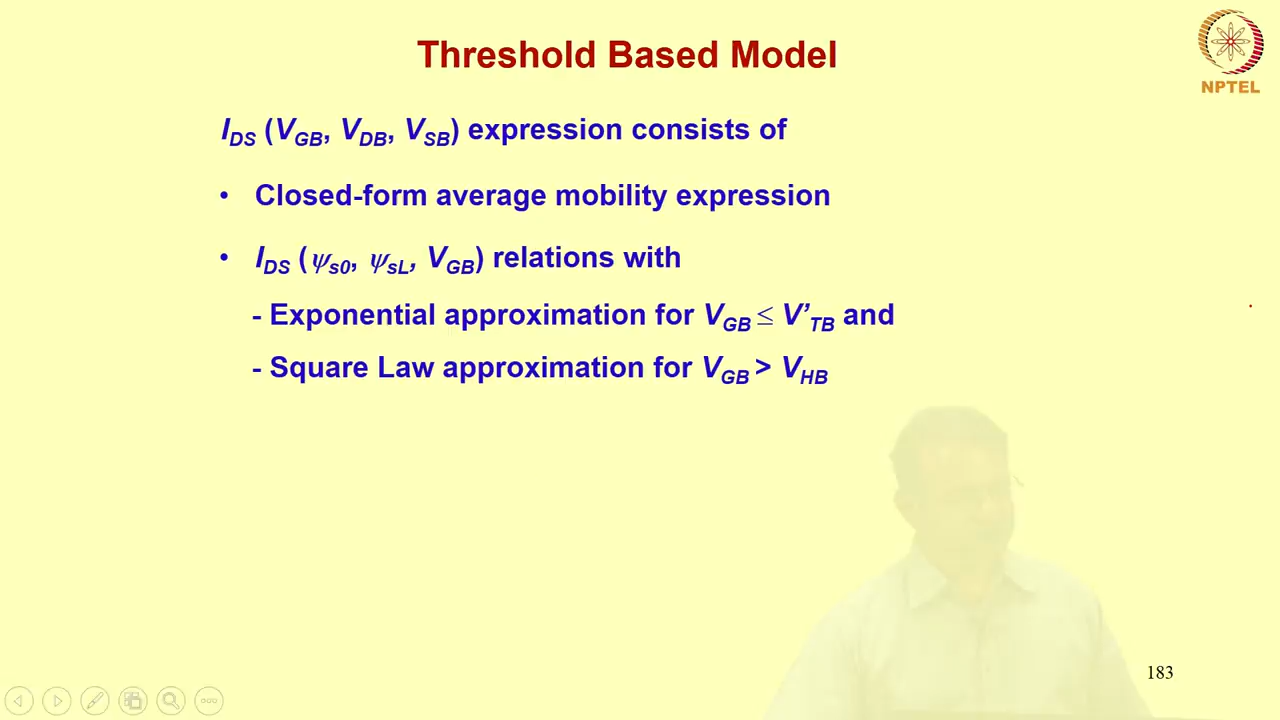 Threshold Based Model
NPTEL
I_DS (V_GB, V_DB, V_SB) expression consists of
• Closed-form average mobility expression
• I_DS (ψ_s0, ψ_sL, V_GB) relations with
- Exponential approximation for V_GB ≤ V’_TB and
- Square Law approximation for V_GB > V_HB
183